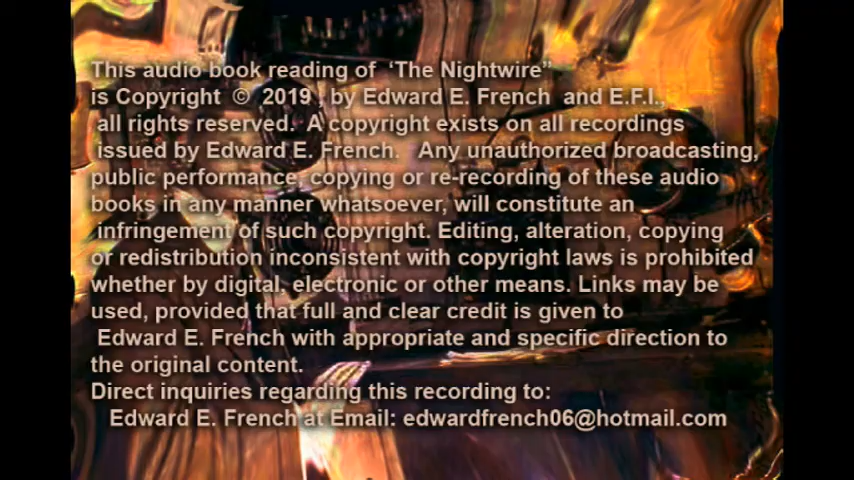 This audio book reading of ‘The Nightwire”
is Copyright © 2019 , by Edward E. French and E.F.I.,
all rights reserved. A copyright exists on all recordings
issued by Edward E. French. Any unauthorized broadcasting,
public performance, copying or re-recording of these audio
books in any manner whatsoever, will constitute an
infringement of such copyright. Editing, alteration, copying
or redistribution inconsistent with copyright laws is prohibited
whether by digital, electronic or other means. Links may be
used, provided that full and clear credit is given to
Edward E. French with appropriate and specific direction to
the original content.
Direct inquiries regarding this recording to:
Edward E. French at Email: edwardfrench06@hotmail.com